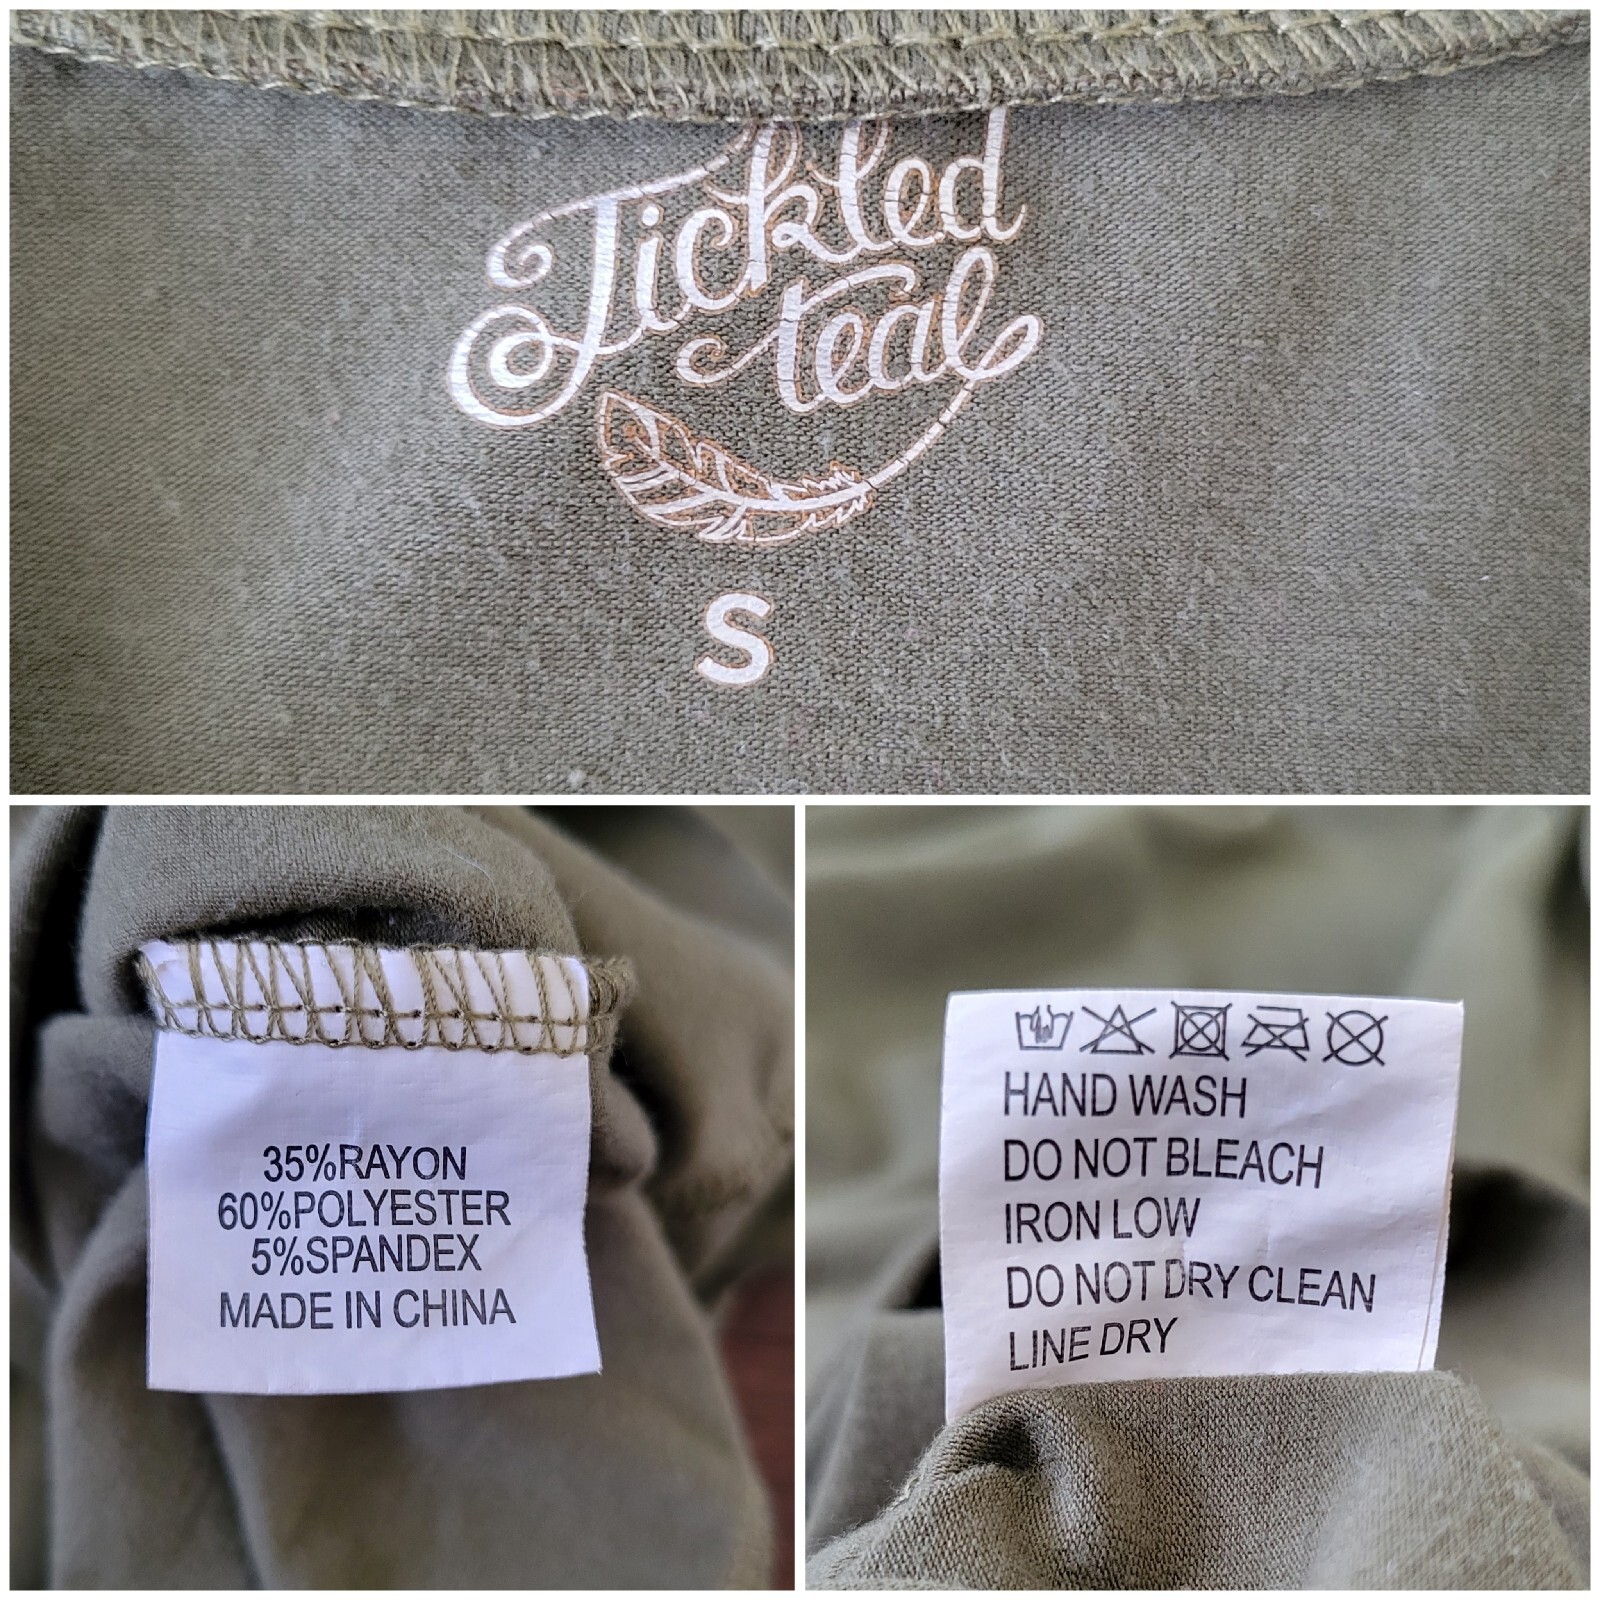 Tickled
teal
S
35%RAYON
60%POLYESTER
5%SPANDEX
MADE IN CHINA
HAND WASH
DO NOT BLEACH
IRON LOW
DO NOT DRY CLEAN
LINE DRY